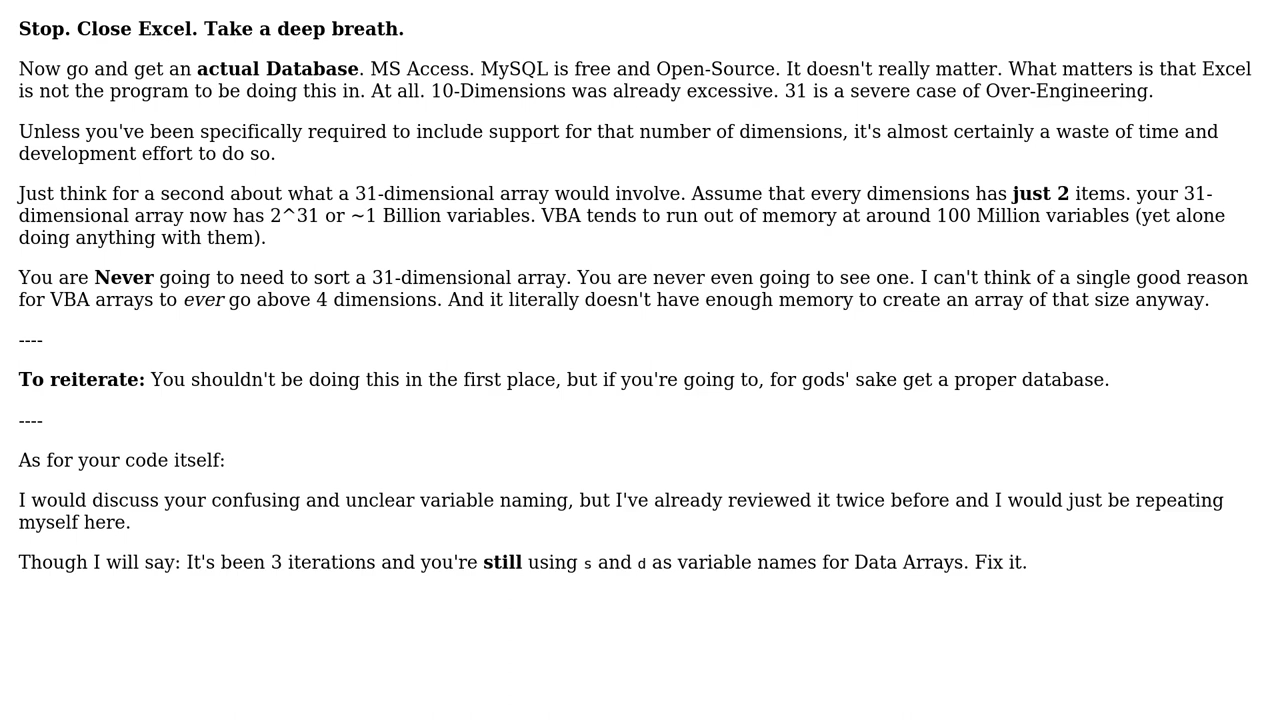 Stop. Close Excel. Take a deep breath.
Now go and get an actual Database. MS Access. MySQL is free and Open-Source. It doesn't really matter. What matters is that Excel
is not the program to be doing this in. At all. 10-Dimensions was already excessive. 31 is a severe case of Over-Engineering.
Unless you've been specifically required to include support for that number of dimensions, it's almost certainly a waste of time and
development effort to do so.
Just think for a second about what a 31-dimensional array would involve. Assume that every dimensions has just 2 items. your 31-
dimensional array now has 2^31 or ~1 Billion variables. VBA tends to run out of memory at around 100 Million variables (yet alone
doing anything with them).
You are Never going to need to sort a 31-dimensional array. You are never even going to see one. I can't think of a single good reason
for VBA arrays to ever go above 4 dimensions. And it literally doesn't have enough memory to create an array of that size anyway.
----
To reiterate: You shouldn't be doing this in the first place, but if you're going to, for gods' sake get a proper database.
----
As for your code itself:
I would discuss your confusing and unclear variable naming, but I've already reviewed it twice before and I would just be repeating
myself here.
Though I will say: It's been 3 iterations and you're still using s and d as variable names for Data Arrays. Fix it.